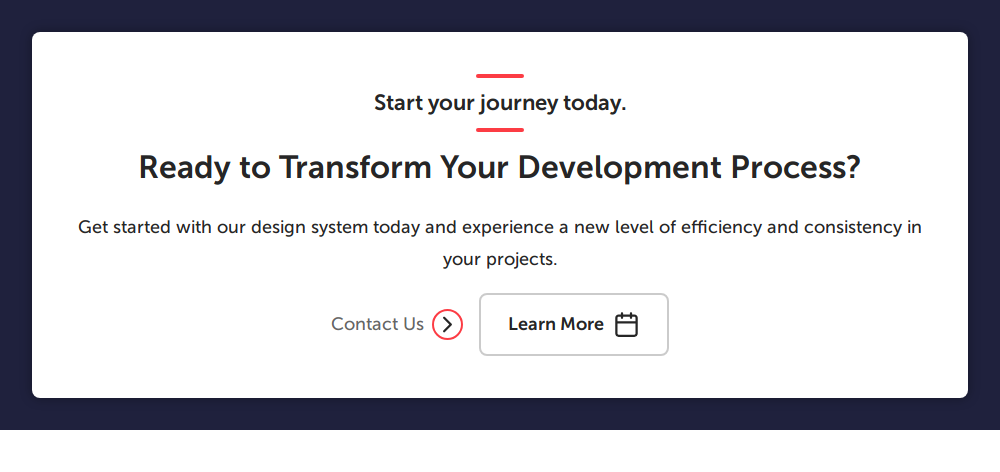 Start your journey today.
Ready to Transform Your Development Process?
Get started with our design system today and experience a new level of efficiency and consistency in
your projects.
Contact Us
Learn More